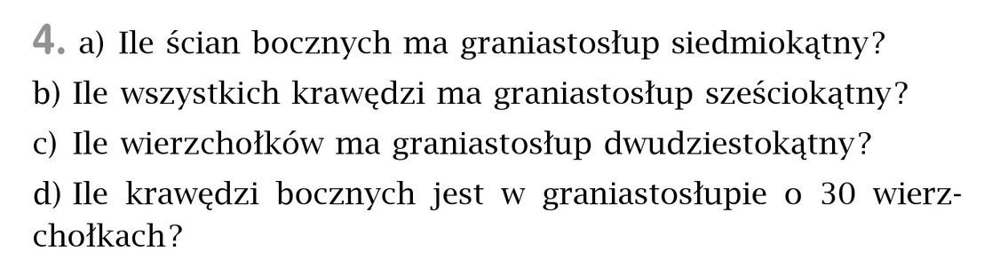 4. a) Ile ścian bocznych ma graniastosłup siedmiokątny?
b) Ile wszystkich krawędzi ma graniastosłup sześciokątny?
c) Ile wierzchołków ma graniastosłup dwudziestokątny?
d) Ile krawędzi bocznych jest w graniastosłupie o 30 wierz-
chołkach?